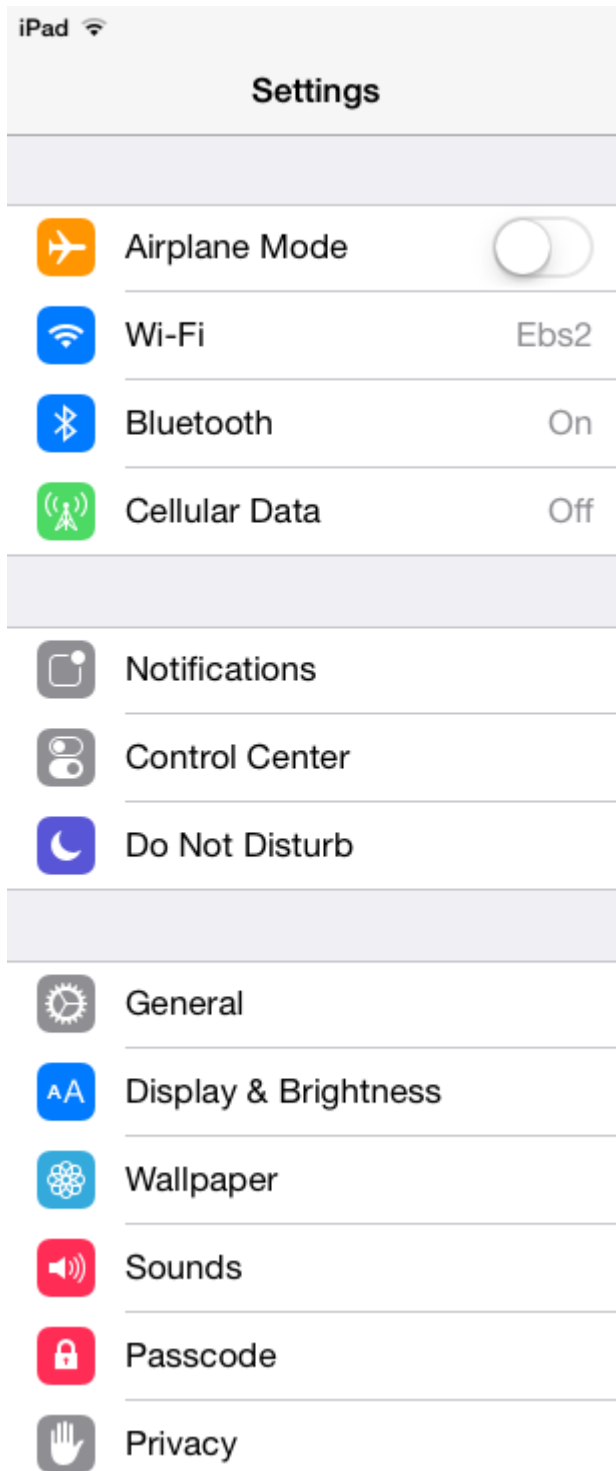 iPad
Settings
Airplane Mode
Wi-Fi Ebs2
Bluetooth On
Cellular Data Off
Notifications
Control Center
Do Not Disturb
General
AA Display & Brightness
Wallpaper
Sounds
Passcode
Privacy